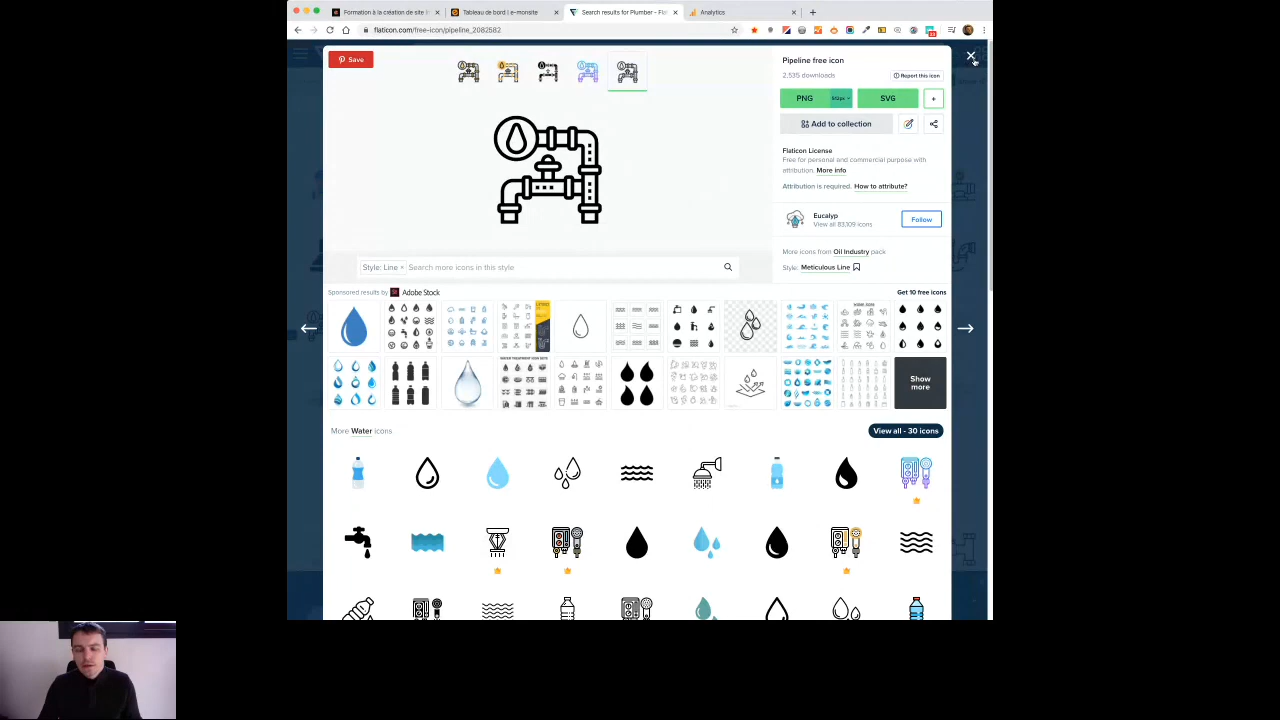 Formation à la création de site in
Tableau de bord | e-monsite
Search results for Plumber - Fla
Analytics
flaticon.com/free-icon/pipeline_2082582
Save
Pipeline free icon
2,535 downloads
Report this icon
PNG
512px
SVG
+
Add to collection
Flaticon License
Free for personal and commercial purpose with
attribution. More info
Attribution is required. How to attribute?
Eucalyp
View all 83,109 icons
Follow
More icons from Oil Industry pack
Style: Meticulous Line
Style: Line × Search more icons in this style
Sponsored results by Adobe Stock
Get 10 free icons
Show
more
More Water icons
View all - 30 icons